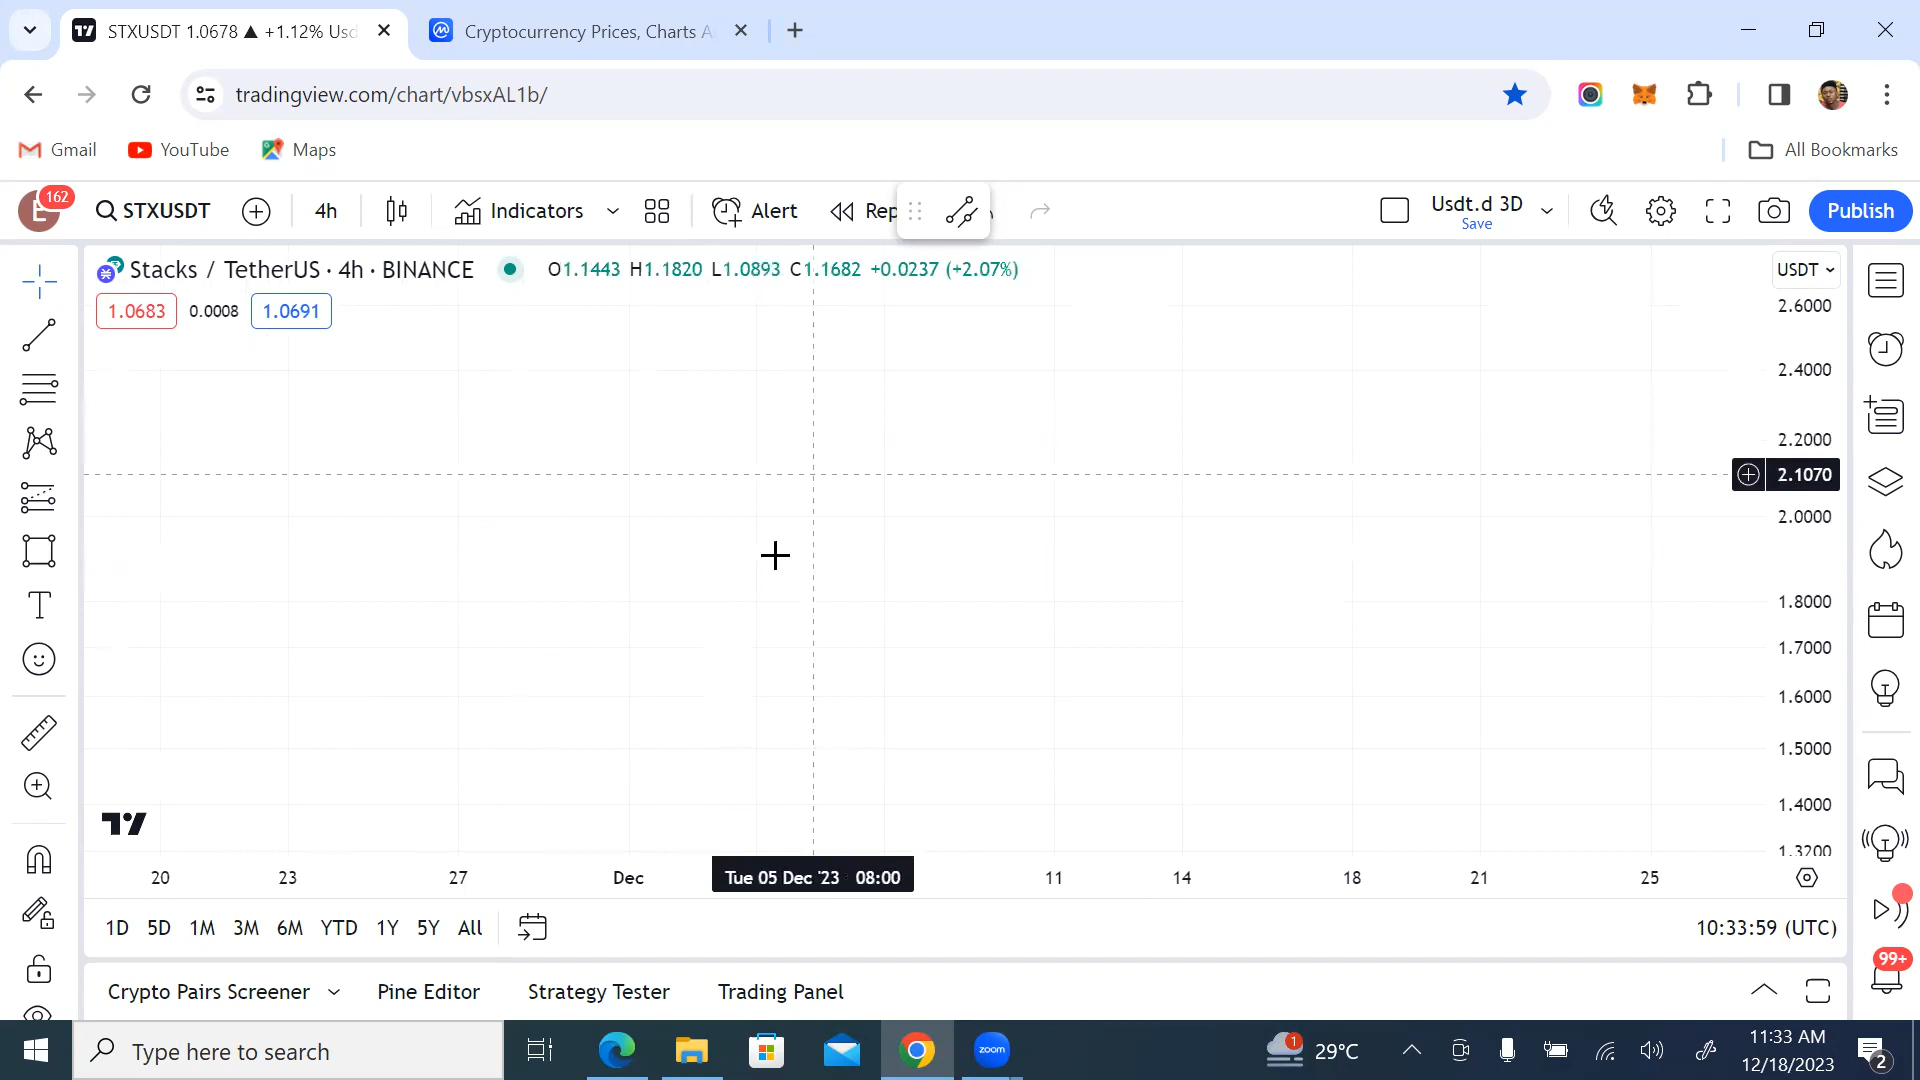 STXUSDT 1.0678 ▲ +1.12% Usd
Cryptocurrency Prices, Charts A
tradingview.com/chart/vbsxAL1b/
Gmail
YouTube
Maps
All Bookmarks
E
162
STXUSDT
4h
Indicators
Alert
Rep
Usdt.d 3D
Save
Publish
Stacks / TetherUS · 4h · BINANCE
O1.1443 H1.1820 L1.0893 C1.1682 +0.0237 (+2.07%)
USDT
1.0683
0.0008
1.0691
2.6000
2.4000
2.2000
2.1070
2.0000
1.8000
1.7000
1.6000
1.5000
1.4000
1.3200
20
23
27
Dec
Tue 05 Dec '23 08:00
11
14
18
21
25
1D 5D 1M 3M 6M YTD 1Y 5Y All
10:33:59 (UTC)
99+
Crypto Pairs Screener
Pine Editor
Strategy Tester
Trading Panel
Type here to search
zoom
1
29°C
11:33 AM
12/18/2023
2